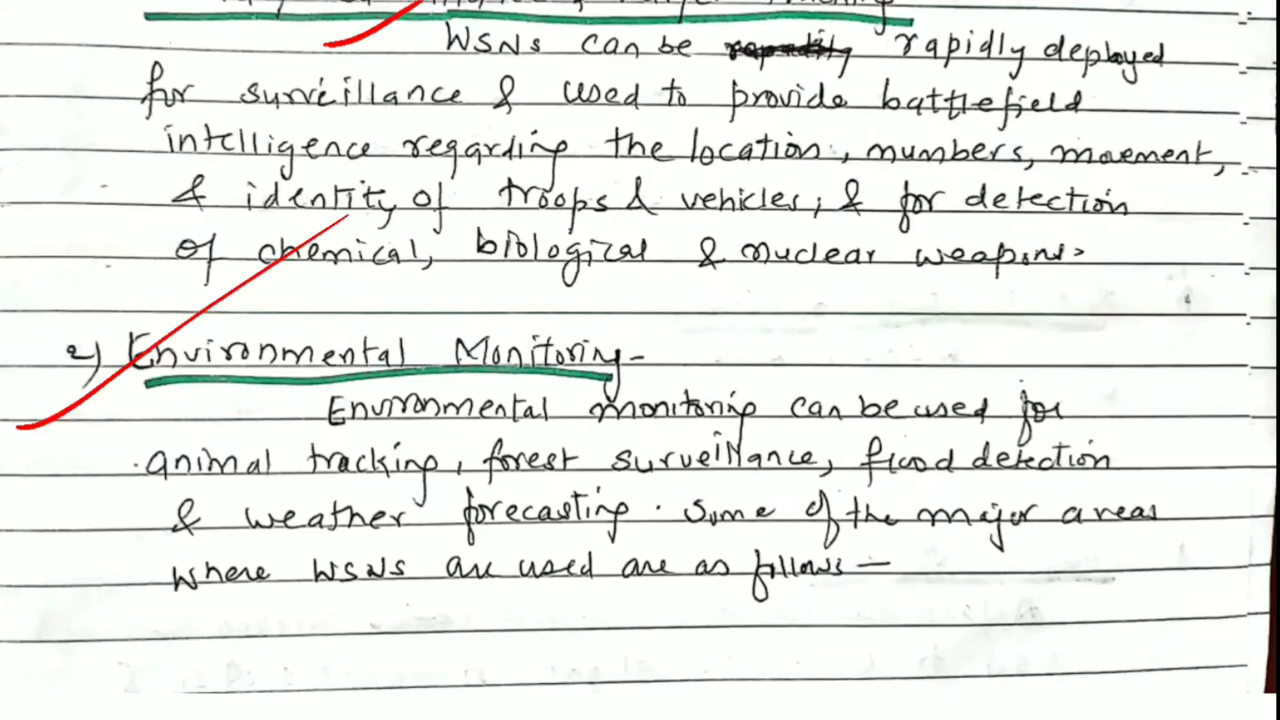 WSNs can be rapidly deployed
for surveillance & used to provide battlefield
intelligence regarding the location, numbers, movement,
& identity of troops & vehicles, & for detection
of chemical, biological & nuclear weapons.
2) Environmental Monitoring-
Environmental monitoring can be used for
animal tracking, forest surveillance, flood detection
& weather forecasting. Some of the major areas
where WSNs are used are as follows —